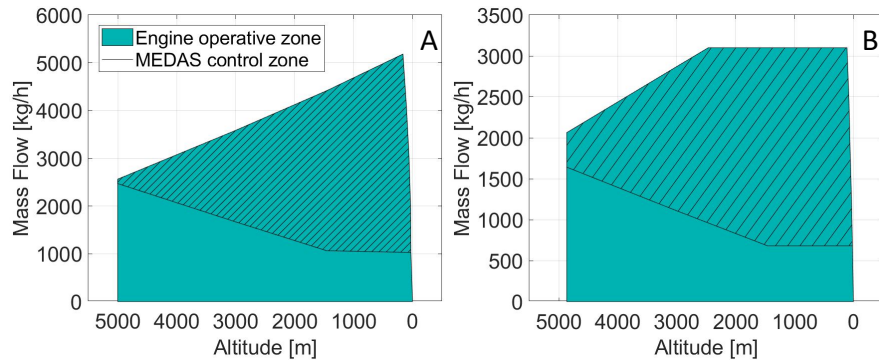 A
Engine operative zone
MEDAS control zone
Mass Flow [kg/h]
6000
5000
4000
3000
2000
1000
0
5000 4000 3000 2000 1000 0
Altitude [m]
B
Mass Flow [kg/h]
3500
3000
2500
2000
1500
1000
500
0
5000 4000 3000 2000 1000 0
Altitude [m]